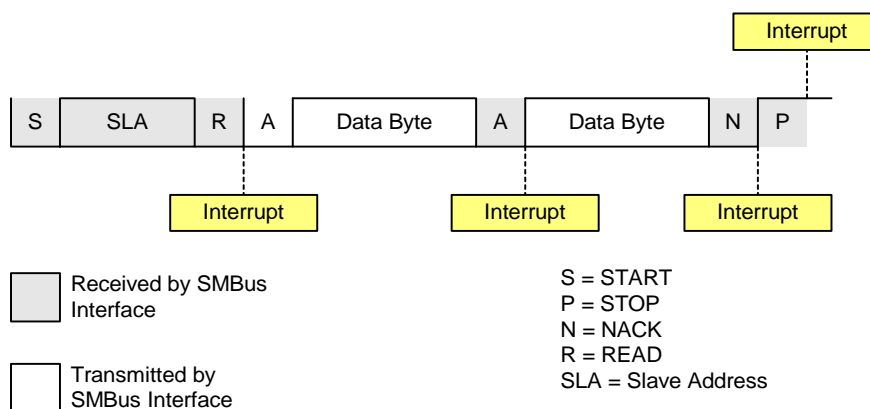 Interrupt
S SLA R A Data Byte A Data Byte N P
Interrupt Interrupt Interrupt
Received by SMBus
Interface
Transmitted by
SMBus Interface
S = START
P = STOP
N = NACK
R = READ
SLA = Slave Address